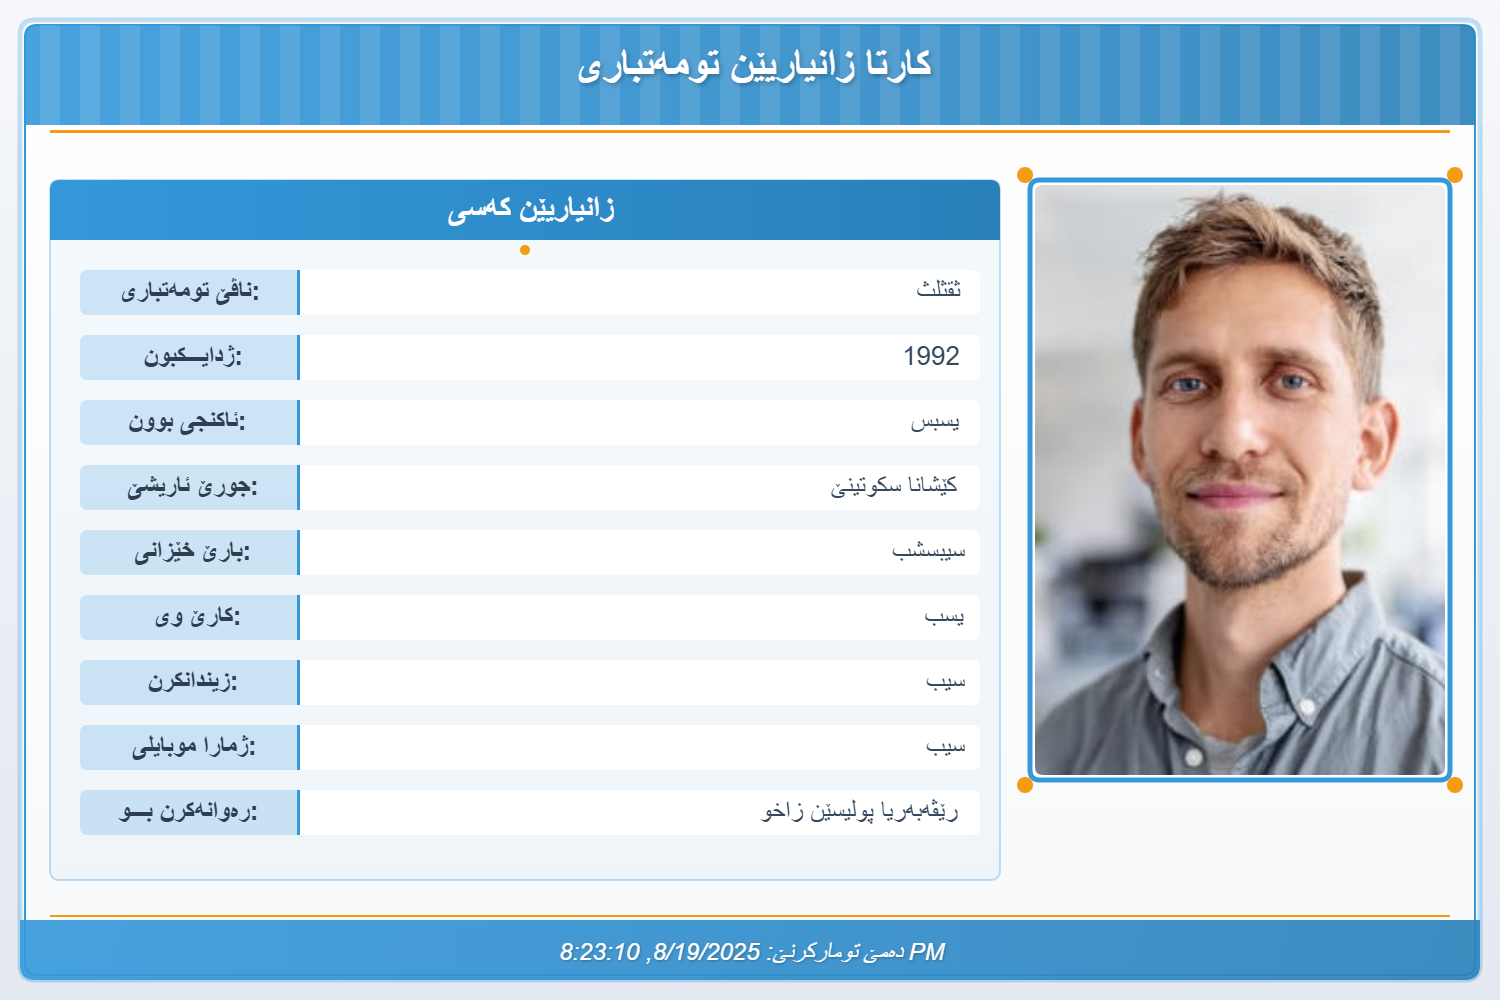 کارتا زانیاریێن تومەتباری
زانیاریێن کەسی
ناڤێ تومەتباری:
ثقثلث
ژدایـــکبون:
1992
ئاکنجی بوون:
یسبس
جورێ ئاریشێ:
کێشانا سکوتینێ
بارێ خێزانی:
سیبسشب
کارێ وی:
یسب
زیندانکرن:
سیب
ژمارا موبایلی:
سیب
رەوانەکرن بـــو:
رێڤەبەریا پولیسێن زاخو
دەمێ تومارکرنێ: 8/19/2025, 8:23:10 PM